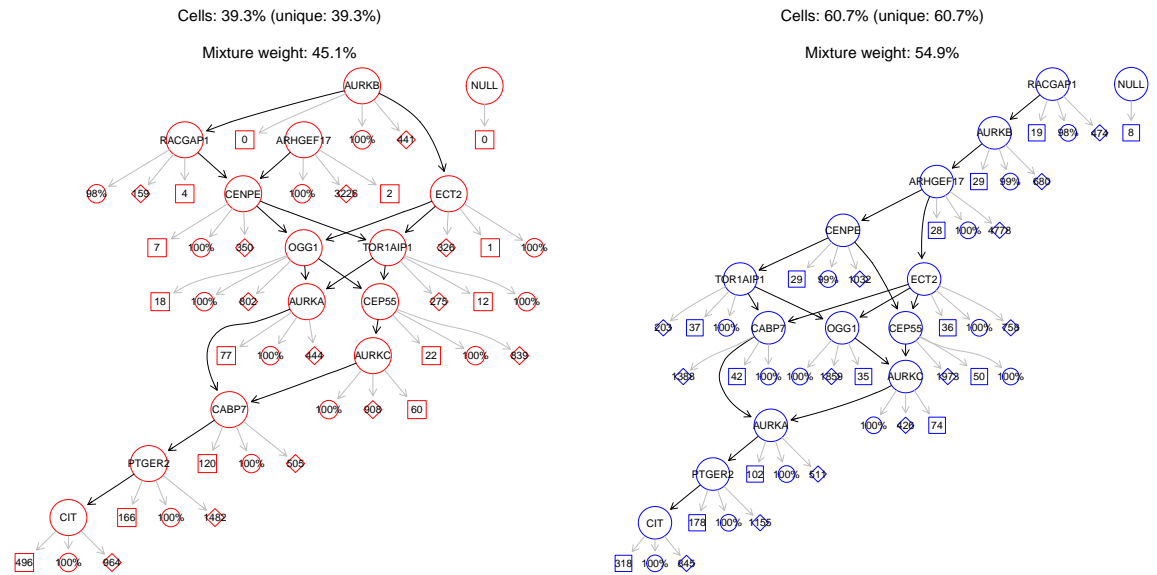 Cells: 39.3% (unique: 39.3%)
Mixture weight: 45.1%
AURKB
NULL
RACGAP1
0
ARHGEF17
100%
441
0
98%
159
4
CENPE
100%
3226
2
ECT2
7
100%
350
OGG1
TOR1AIP1
326
1
100%
18
100%
802
AURKA
CEP55
275
12
100%
77
100%
444
AURKC
22
100%
839
CABP7
100%
908
60
PTGER2
120
100%
505
CIT
166
100%
1482
496
100%
964
Cells: 60.7% (unique: 60.7%)
Mixture weight: 54.9%
RACGAP1
NULL
AURKB
19
98%
474
8
ARHGEF17
29
99%
680
CENPE
28
100%
4778
TOR1AIP1
29
99%
1032
ECT2
203
37
100%
CABP7
OGG1
CEP55
36
100%
758
1388
42
100%
100%
1859
35
AURKC
1973
50
100%
AURKA
100%
426
74
PTGER2
102
100%
511
CIT
178
100%
1155
318
100%
845